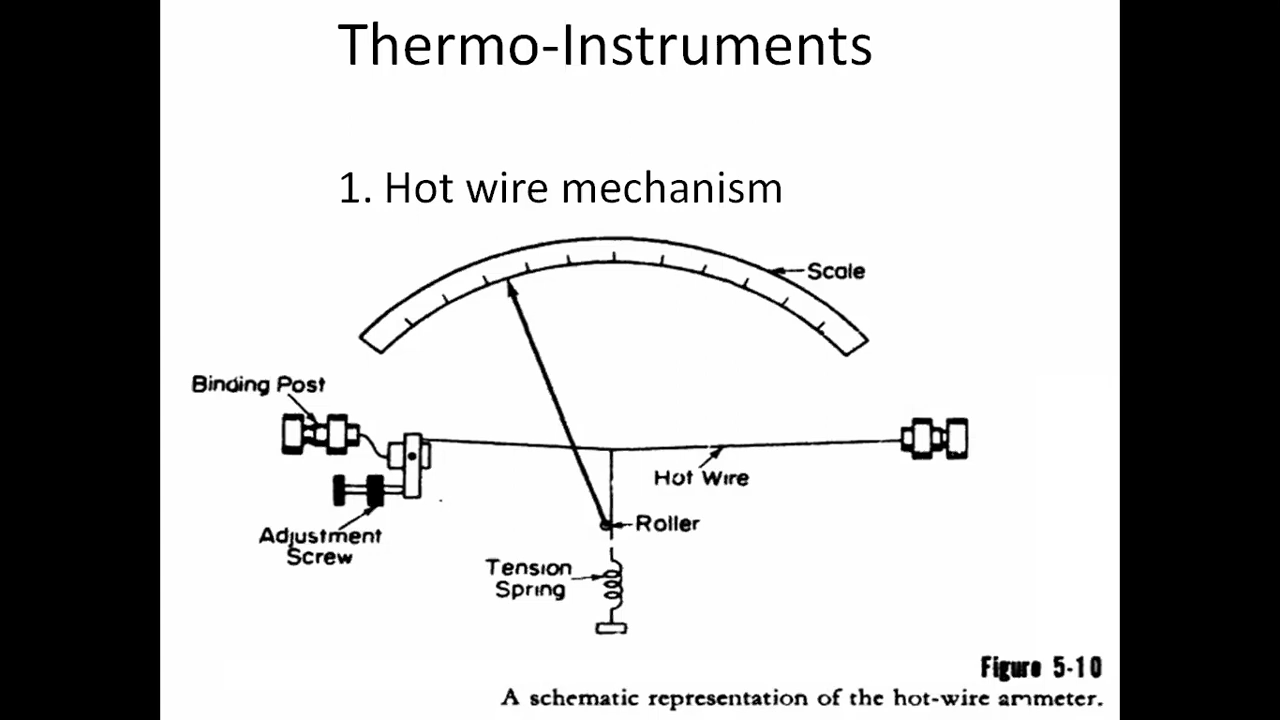 Thermo-Instruments
1. Hot wire mechanism
Scale
Binding Post
Hot Wire
Roller
Adjustment
Screw
Tension
Spring
Figure 5-10
A schematic representation of the hot-wire ammeter.